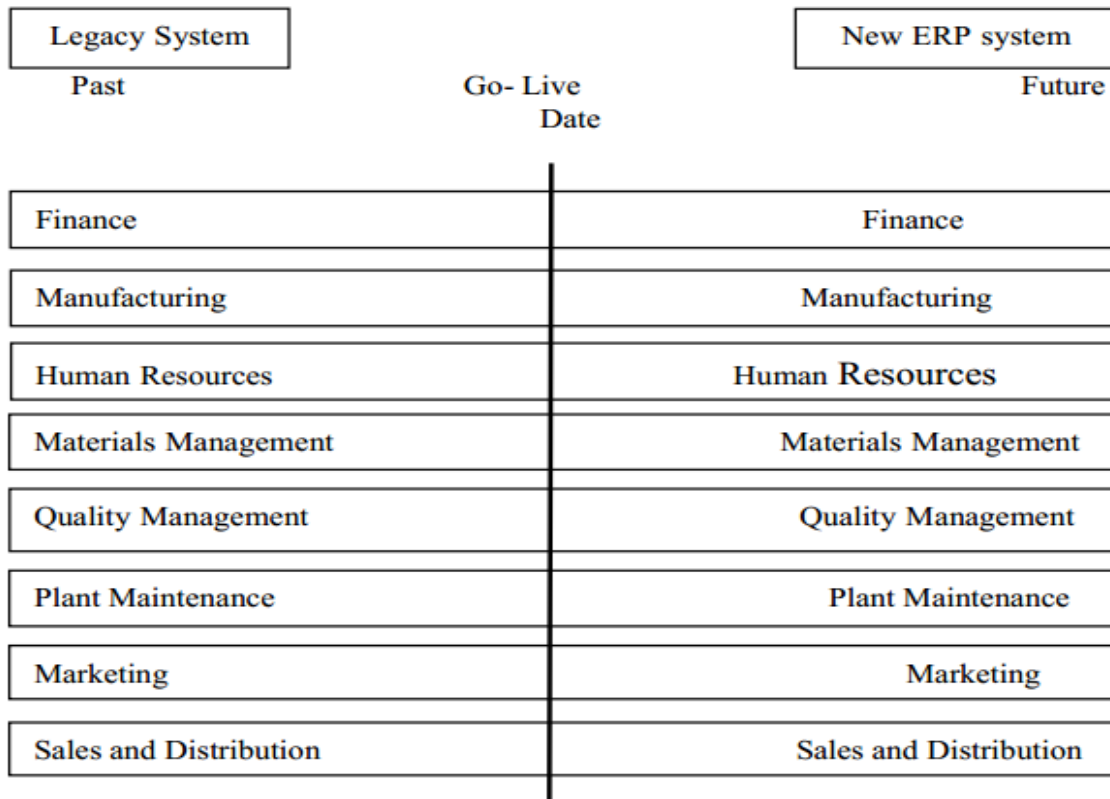 Legacy System New ERP system
Past Go- Live Future
Date
Finance Finance
Manufacturing Manufacturing
Human Resources Human Resources
Materials Management Materials Management
Quality Management Quality Management
Plant Maintenance Plant Maintenance
Marketing Marketing
Sales and Distribution Sales and Distribution